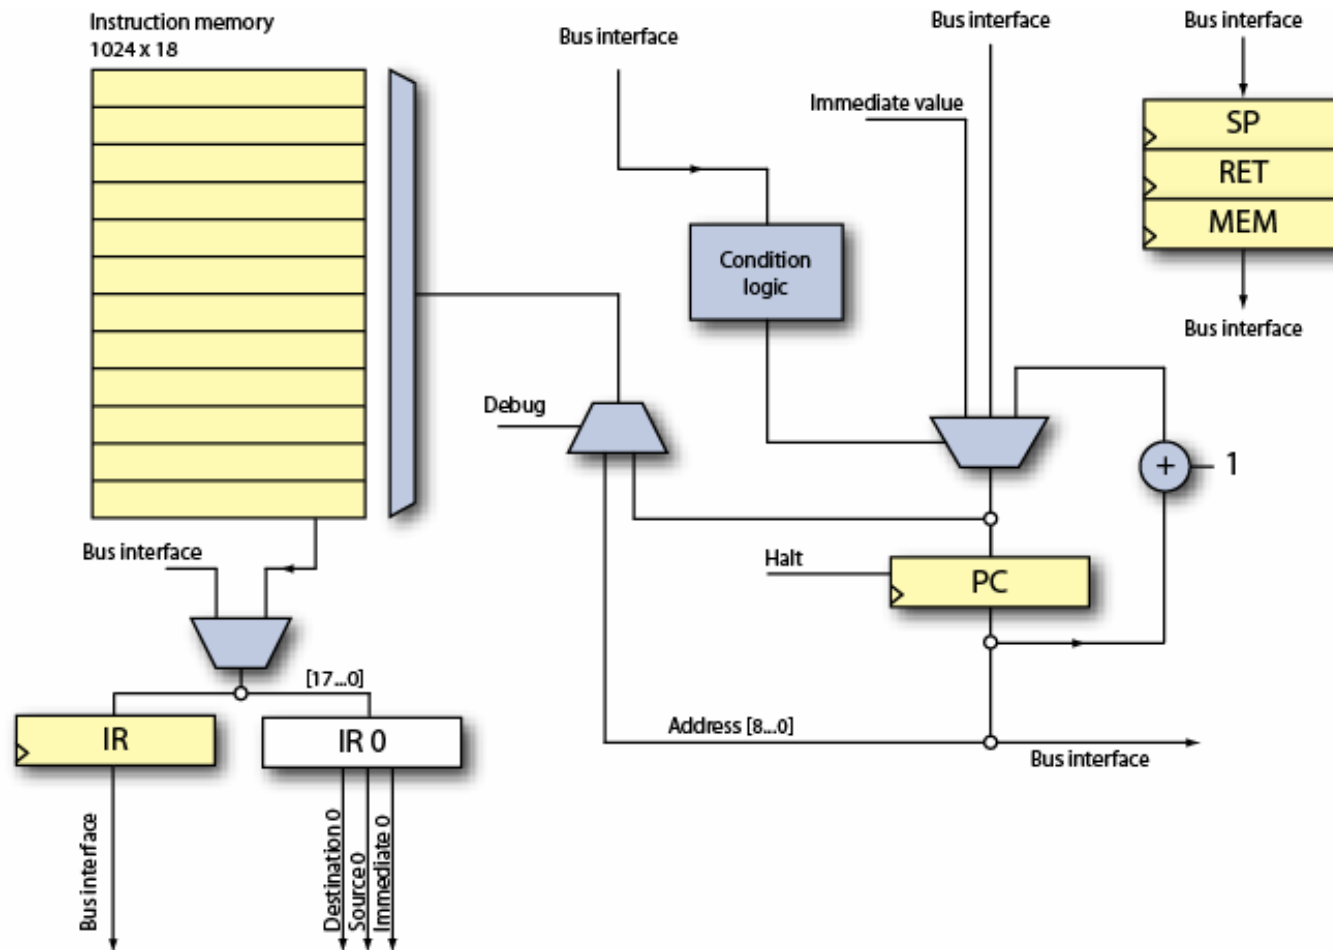 Instruction memory
1024 x 18
Bus interface
Bus interface
Bus interface
Immediate value
SP
RET
MEM
Condition
logic
Bus interface
Debug
+
1
Bus interface
Halt
PC
[17...0]
IR
IR 0
Address [8...0]
Bus interface
Bus interface
Destination 0
Source 0
Immediate 0